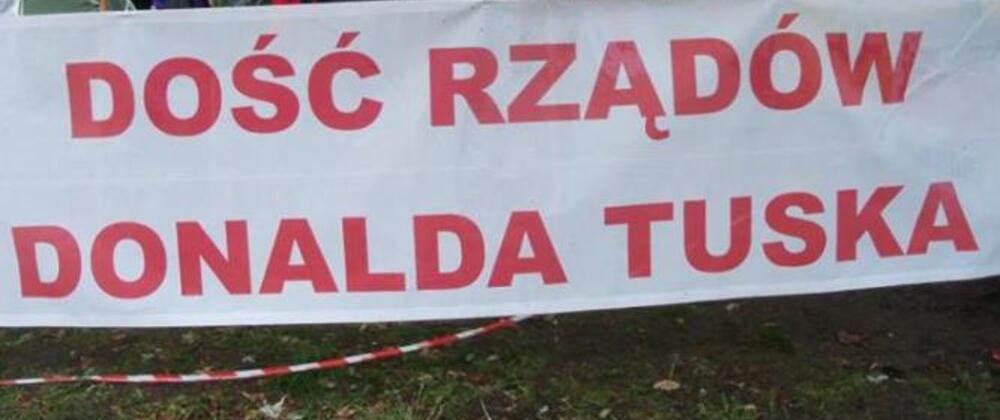 DOŚĆ RZĄDÓW
DONALDA TUSKA